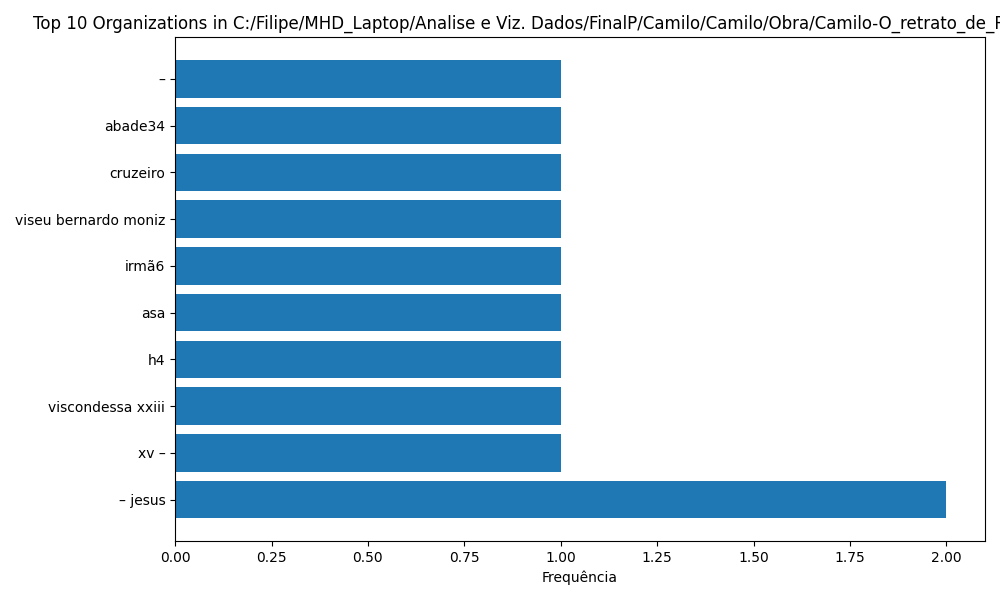 Top 10 Organizations in C:/Filipe/MHD_Laptop/Analise e Viz. Dados/FinalP/Camilo/Camilo/Obra/Camilo-O_retrato_de_
–
abade34
cruzeiro
viseu bernardo moniz
irmã6
asa
h4
viscondessa xxiii
xv –
– jesus
0.00 0.25 0.50 0.75 1.00 1.25 1.50 1.75 2.00
Frequência